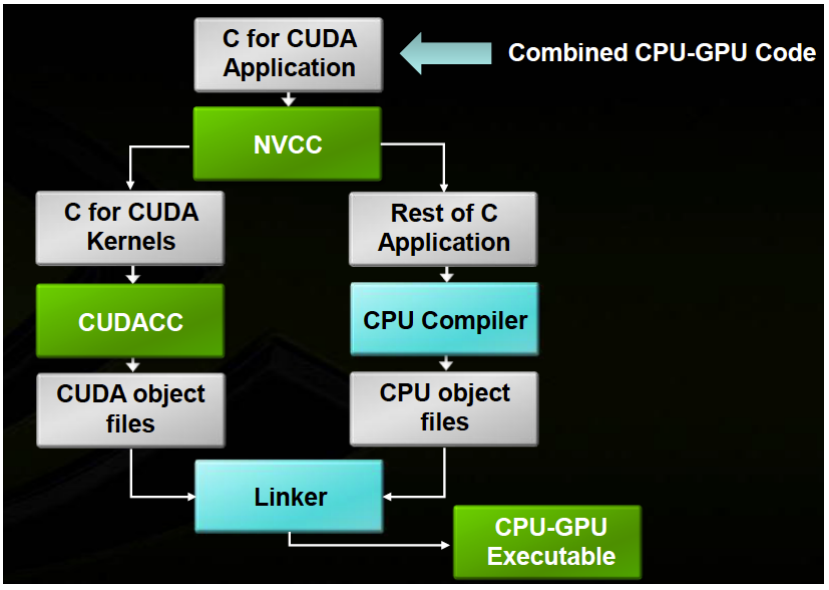 C for CUDA
Application
Combined CPU-GPU Code
NVCC
C for CUDA
Kernels
Rest of C
Application
CUDACC
CPU Compiler
CUDA object
files
CPU object
files
Linker
CPU-GPU
Executable